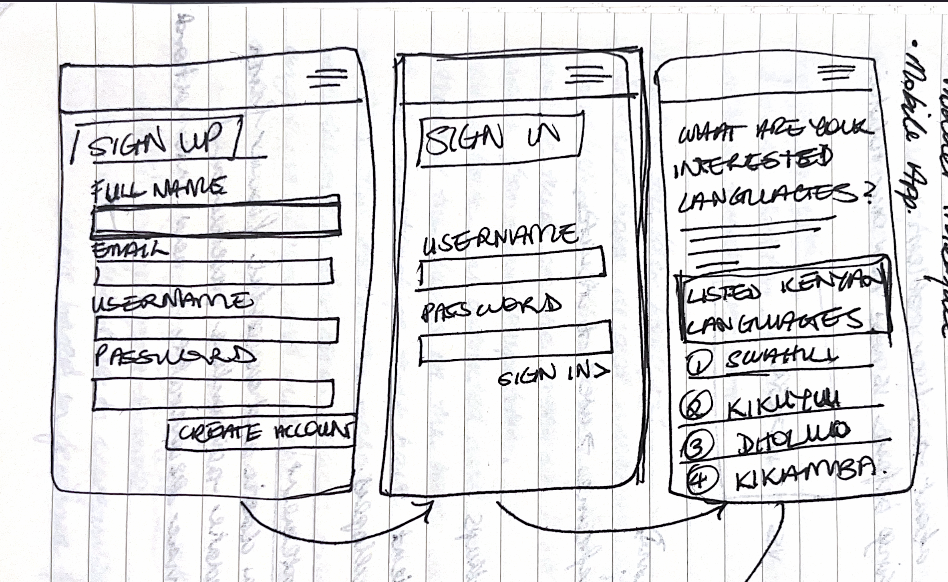 SIGN UP
FULL NAME
EMAIL
USERNAME
PASSWORD
CREATE ACCOUNT
SIGN IN
USERNAME
PASSWORD
SIGN IN>
WHAT ARE YOUR
INTERESTED
LANGUAGES?
LISTED KENYAN
LANGUAGES
① SWAHILI
② KIKUYU
③ DHOLUO
④ KIKAMBA.
• Mobile App.